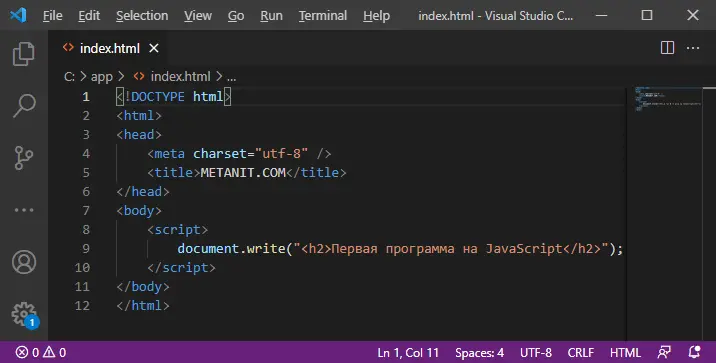 File Edit Selection View Go Run Terminal Help index.html - Visual Studio C...
index.html
C: > app > index.html > ...
1 <!DOCTYPE html>
2 <html>
3 <head>
4 <meta charset="utf-8" />
5 <title>METANIT.COM</title>
6 </head>
7 <body>
8 <script>
9 document.write("<h2>Первая программа на JavaScript</h2>");
10 </script>
11 </body>
12 </html>
1
0 0 Ln 1, Col 11 Spaces: 4 UTF-8 CRLF HTML